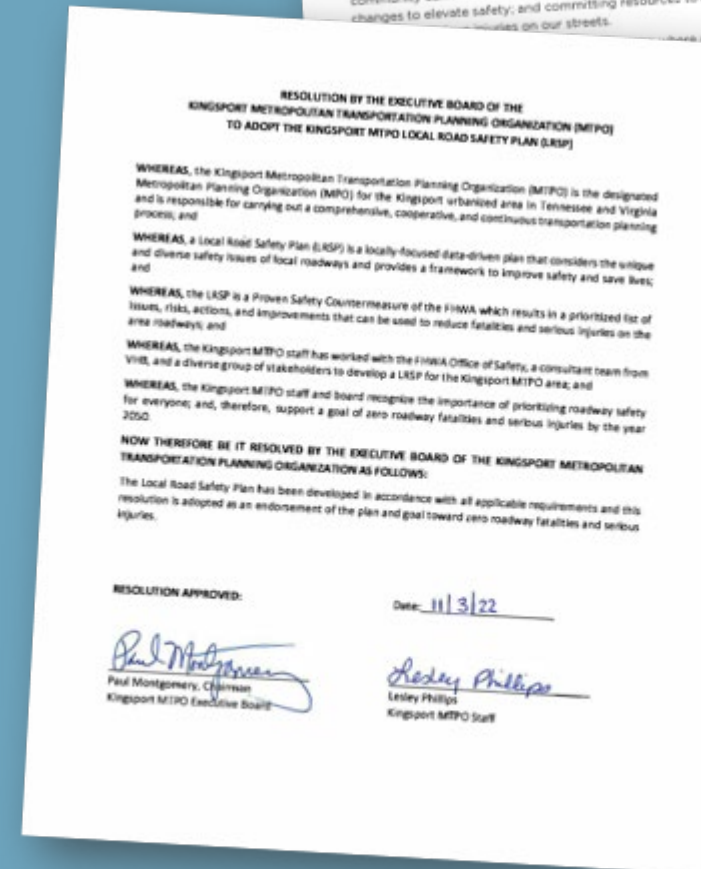 changes to elevate safety; and committing resources to
injuries on our streets.
RESOLUTION BY THE EXECUTIVE BOARD OF THE
KINGSPORT METROPOLITAN TRANSPORTATION PLANNING ORGANIZATION (MTPO)
TO ADOPT THE KINGSPORT MTPO LOCAL ROAD SAFETY PLAN (LRSP)
WHEREAS, the Kingsport Metropolitan Transportation Planning Organization (MTPO) is the designated
Metropolitan Planning Organization (MPO) for the Kingsport urbanized area in Tennessee and Virginia
and is responsible for carrying out a comprehensive, cooperative, and continuous transportation planning
process; and
WHEREAS, a Local Road Safety Plan (LRSP) is a locally-focused data-driven plan that considers the unique
and diverse safety issues of local roadways and provides a framework to improve safety and save lives;
and
WHEREAS, the LRSP is a Proven Safety Countermeasure of the FHWA which results in a prioritized list of
issues, risks, actions, and improvements that can be used to reduce fatalities and serious injuries on the
area roadways; and
WHEREAS, the Kingsport MTPO staff has worked with the FHWA Office of Safety, a consultant team from
VHB, and a diverse group of stakeholders to develop a LRSP for the Kingsport MTPO area; and
WHEREAS, the Kingsport MTPO staff and board recognize the importance of prioritizing roadway safety
for everyone; and, therefore, support a goal of zero roadway fatalities and serious injuries by the year
2050.
NOW THEREFORE BE IT RESOLVED BY THE EXECUTIVE BOARD OF THE KINGSPORT METROPOLITAN
TRANSPORTATION PLANNING ORGANIZATION AS FOLLOWS:
The Local Road Safety Plan has been developed in accordance with all applicable requirements and this
resolution is adopted as an endorsement of the plan and goal toward zero roadway fatalities and serious
injuries.
RESOLUTION APPROVED:
Date: 11/3/22
Paul Montgomery
Lesley Phillips
Paul Montgomery, Chairman
Kingsport MTPO Executive Board
Lesley Phillips
Kingsport MTPO Staff